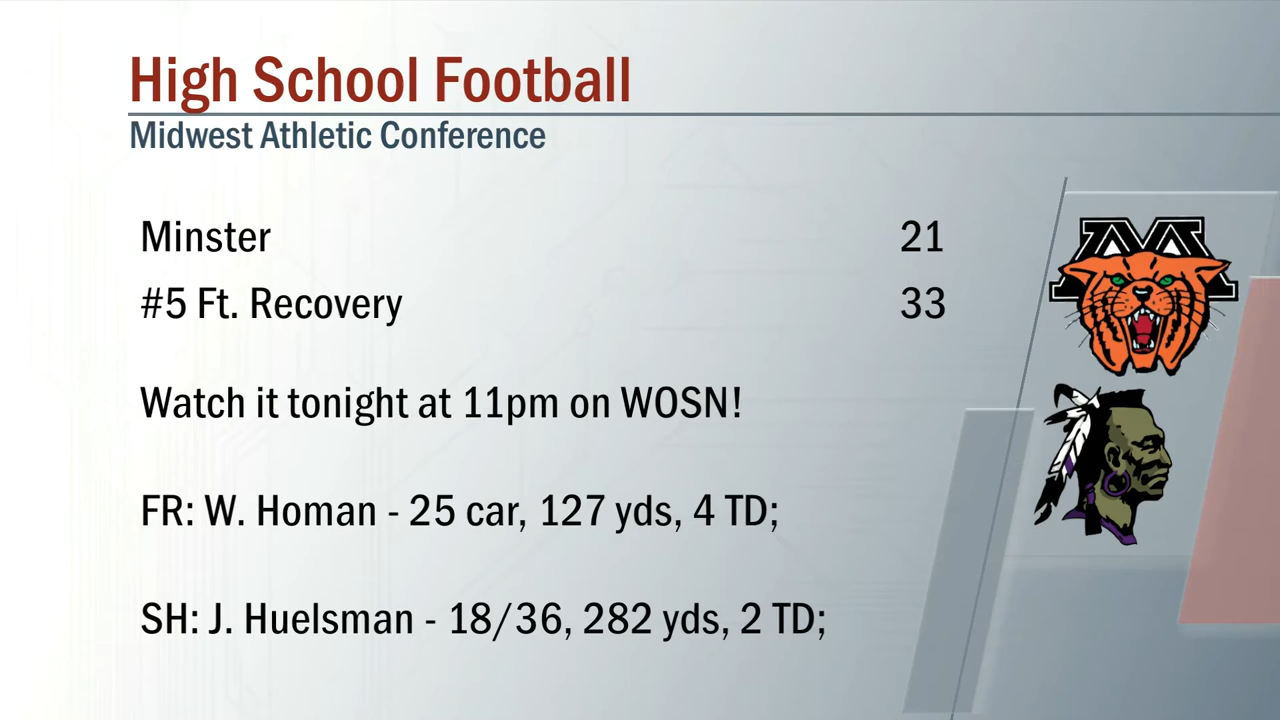 High School Football
Midwest Athletic Conference
Minster 21
#5 Ft. Recovery 33
Watch it tonight at 11pm on WOSN!
FR: W. Homan - 25 car, 127 yds, 4 TD;
SH: J. Huelsman - 18/36, 282 yds, 2 TD;
M